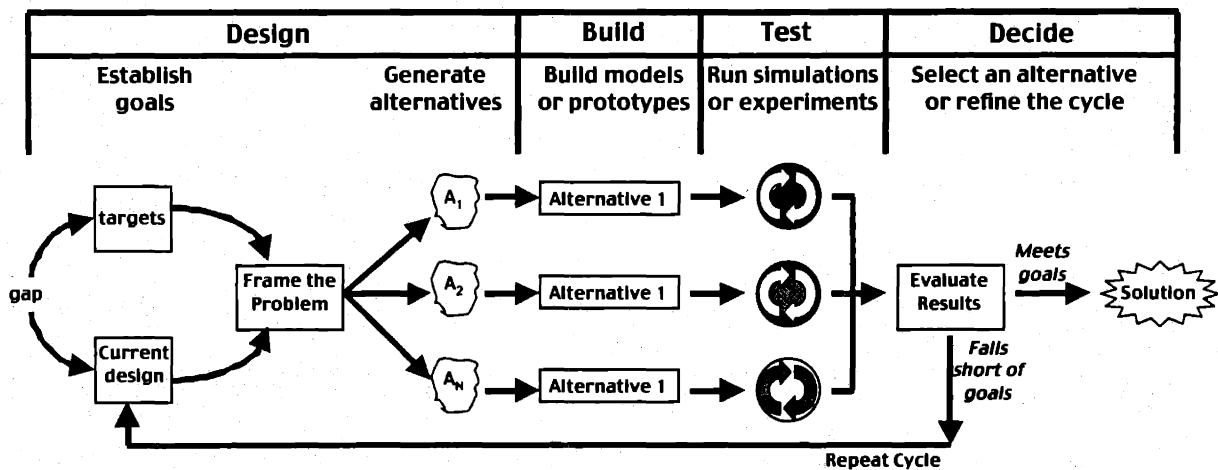 Design
Build
Test
Decide
Establish
goals
Generate
alternatives
Build models
or prototypes
Run simulations
or experiments
Select an alternative
or refine the cycle
targets
gap
Current
design
Frame the
Problem
A1
A2
AN
Alternative 1
Alternative 1
Alternative 1
Evaluate
Results
Meets
goals
Solution
Falls
short of
goals
Repeat Cycle